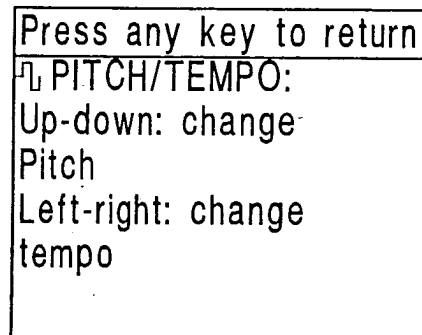 Press any key to return
PITCH/TEMPO:
Up-down: change
Pitch
Left-right: change
tempo